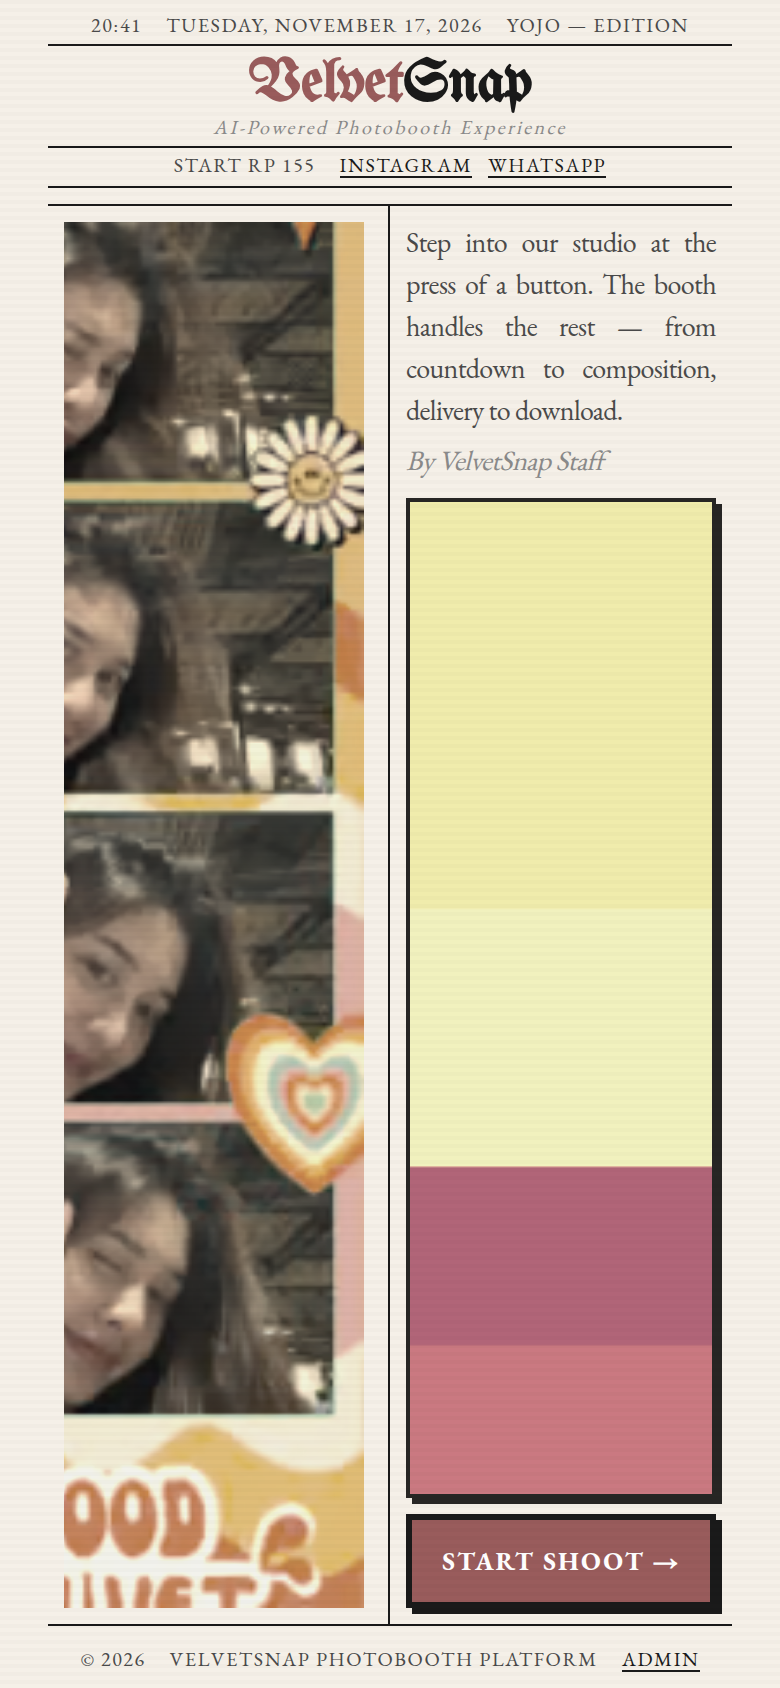 20:41 TUESDAY, NOVEMBER 17, 2026 YOJO — EDITION
VelvetSnap
AI-Powered Photobooth Experience
START RP 155 INSTAGRAM WHATSAPP
Step into our studio at the
press of a button. The booth
handles the rest — from
countdown to composition,
delivery to download.
By VelvetSnap Staff
START SHOOT →
© 2026 VELVETSNAP PHOTOBOOTH PLATFORM ADMIN